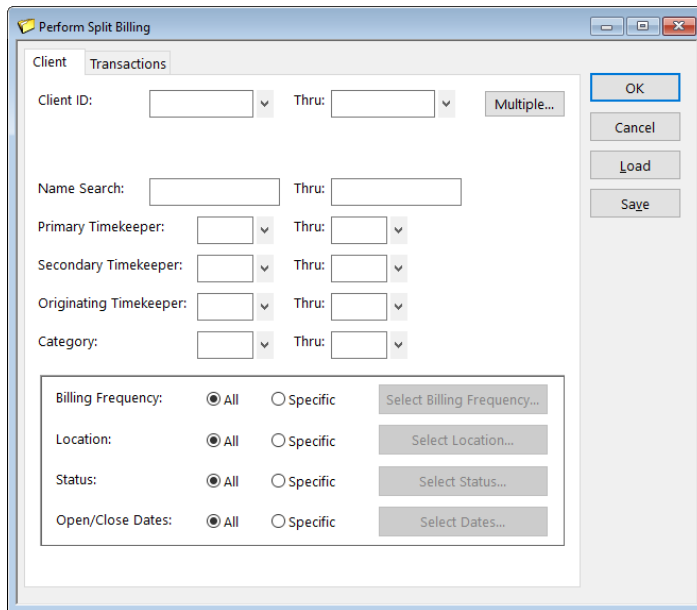 Perform Split Billing
Client Transactions
Client ID: Thru: Multiple...
OK
Cancel
Load
Save
Name Search: Thru:
Primary Timekeeper: Thru:
Secondary Timekeeper: Thru:
Originating Timekeeper: Thru:
Category: Thru:
Billing Frequency: All Specific Select Billing Frequency...
Location: All Specific Select Location...
Status: All Specific Select Status...
Open/Close Dates: All Specific Select Dates...